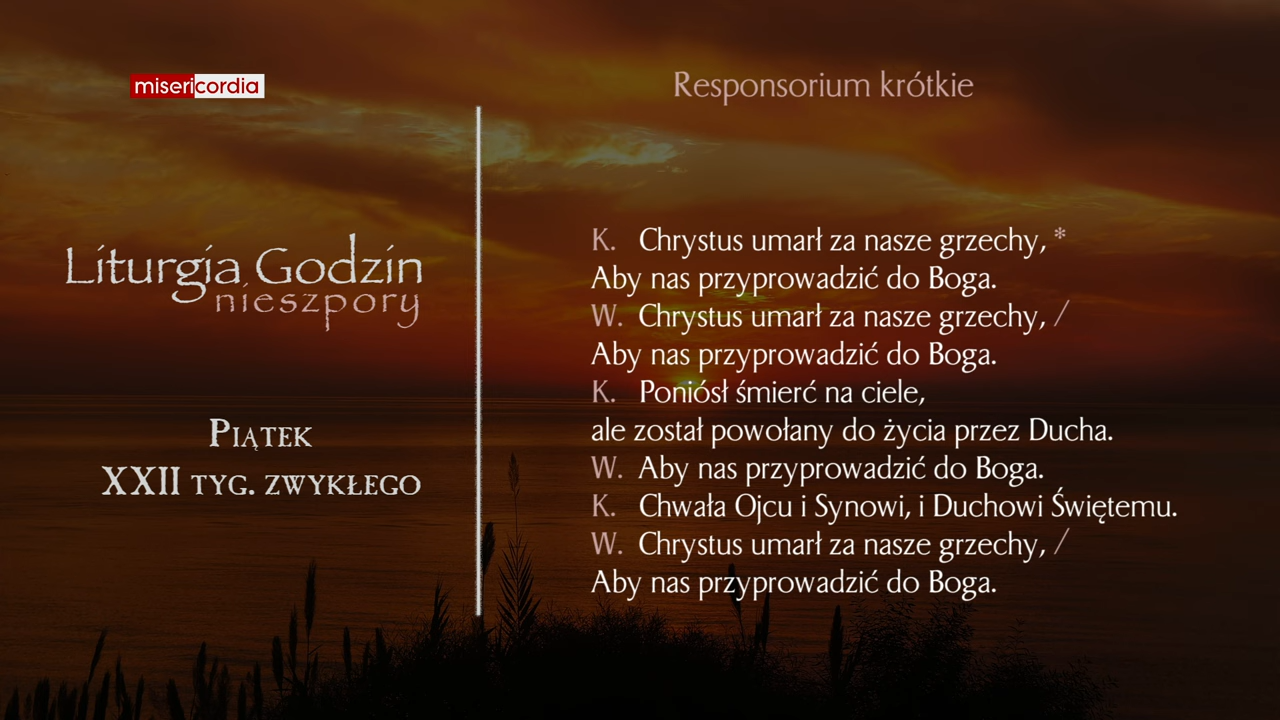 misericordia
Liturgia Godzin
nieszpory
Piątek
XXII tyg. zwykłego
Responsorium krótkie
K. Chrystus umarł za nasze grzechy, *
Aby nas przyprowadzić do Boga.
W. Chrystus umarł za nasze grzechy, /
Aby nas przyprowadzić do Boga.
K. Poniósł śmierć na ciele,
ale został powołany do życia przez Ducha.
W. Aby nas przyprowadzić do Boga.
K. Chwała Ojcu i Synowi, i Duchowi Świętemu.
W. Chrystus umarł za nasze grzechy, /
Aby nas przyprowadzić do Boga.